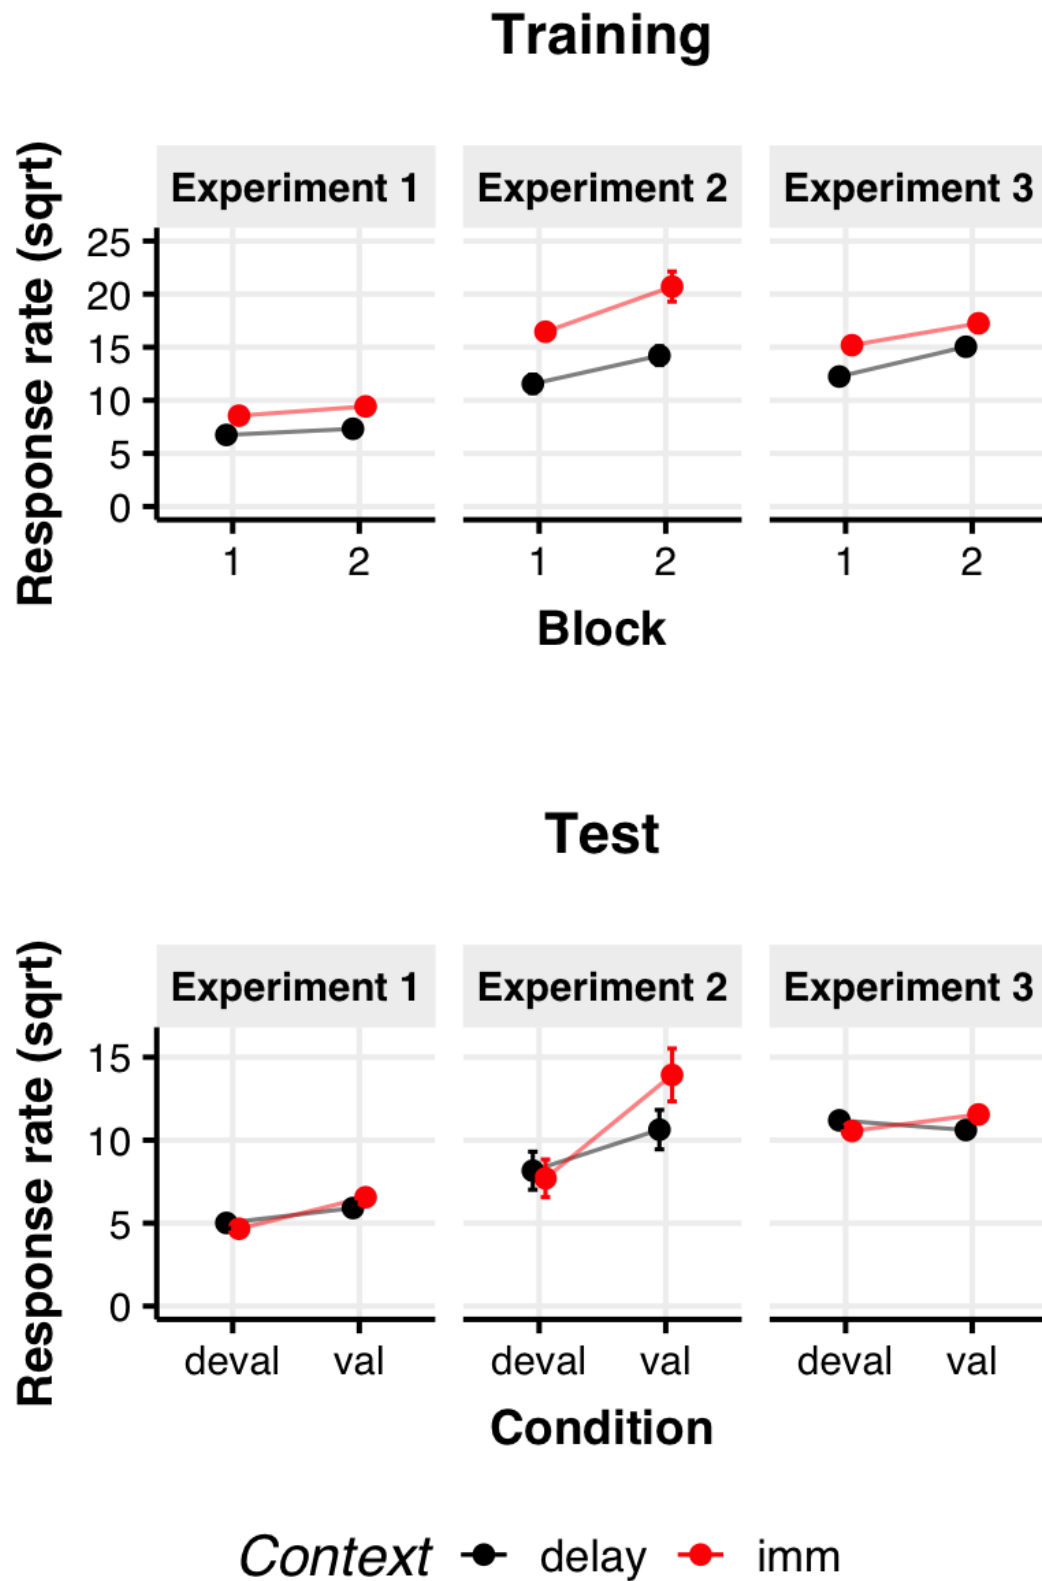 Training
Experiment 1 Experiment 2 Experiment 3
Response rate (sqrt)
25
20
15
10
5
0
1 2 1 2 1 2
Block
Test
Experiment 1 Experiment 2 Experiment 3
Response rate (sqrt)
15
10
5
0
deval val deval val deval val
Condition
Context delay imm